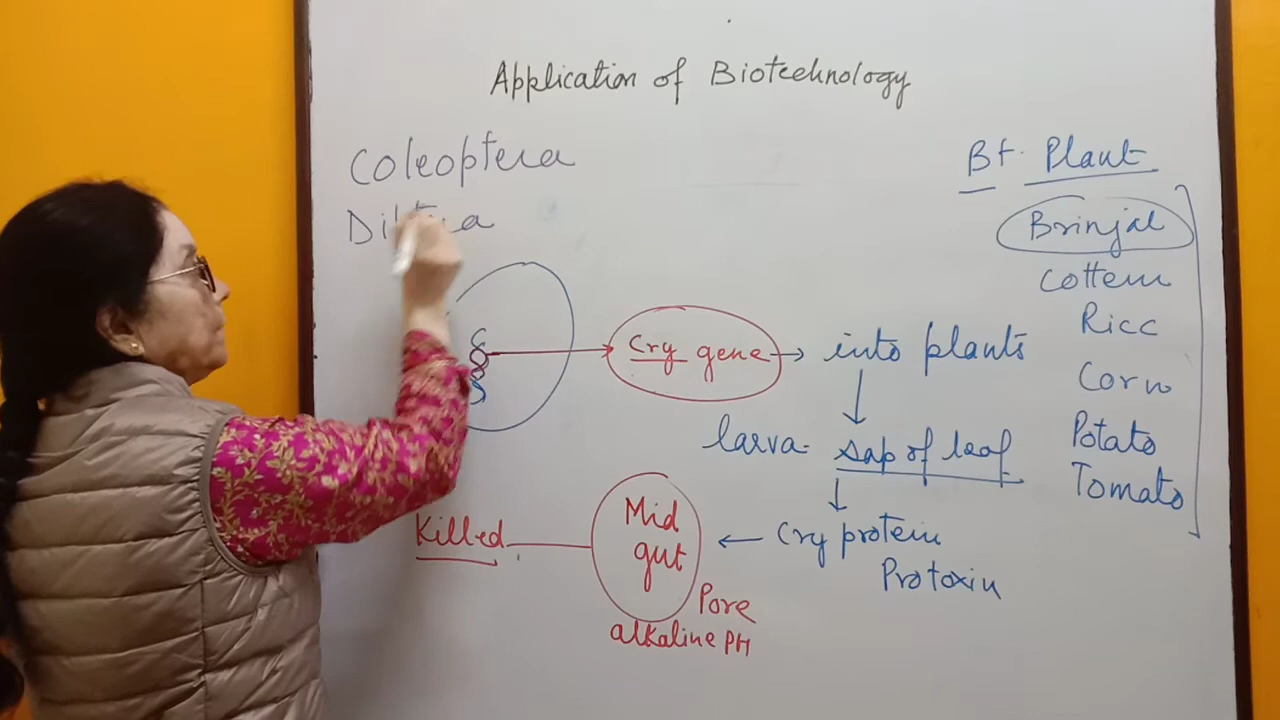 Application of Biotechnology
Coleoptera
Bt. Plant
Brinjal
Cottem
Ricc
Corn
Potato
Tomato
Cry gene
into plants
larva - sap of leaf
Cry protein
Protoxin
Mid
gut
Pore
alkaline PH
Killed